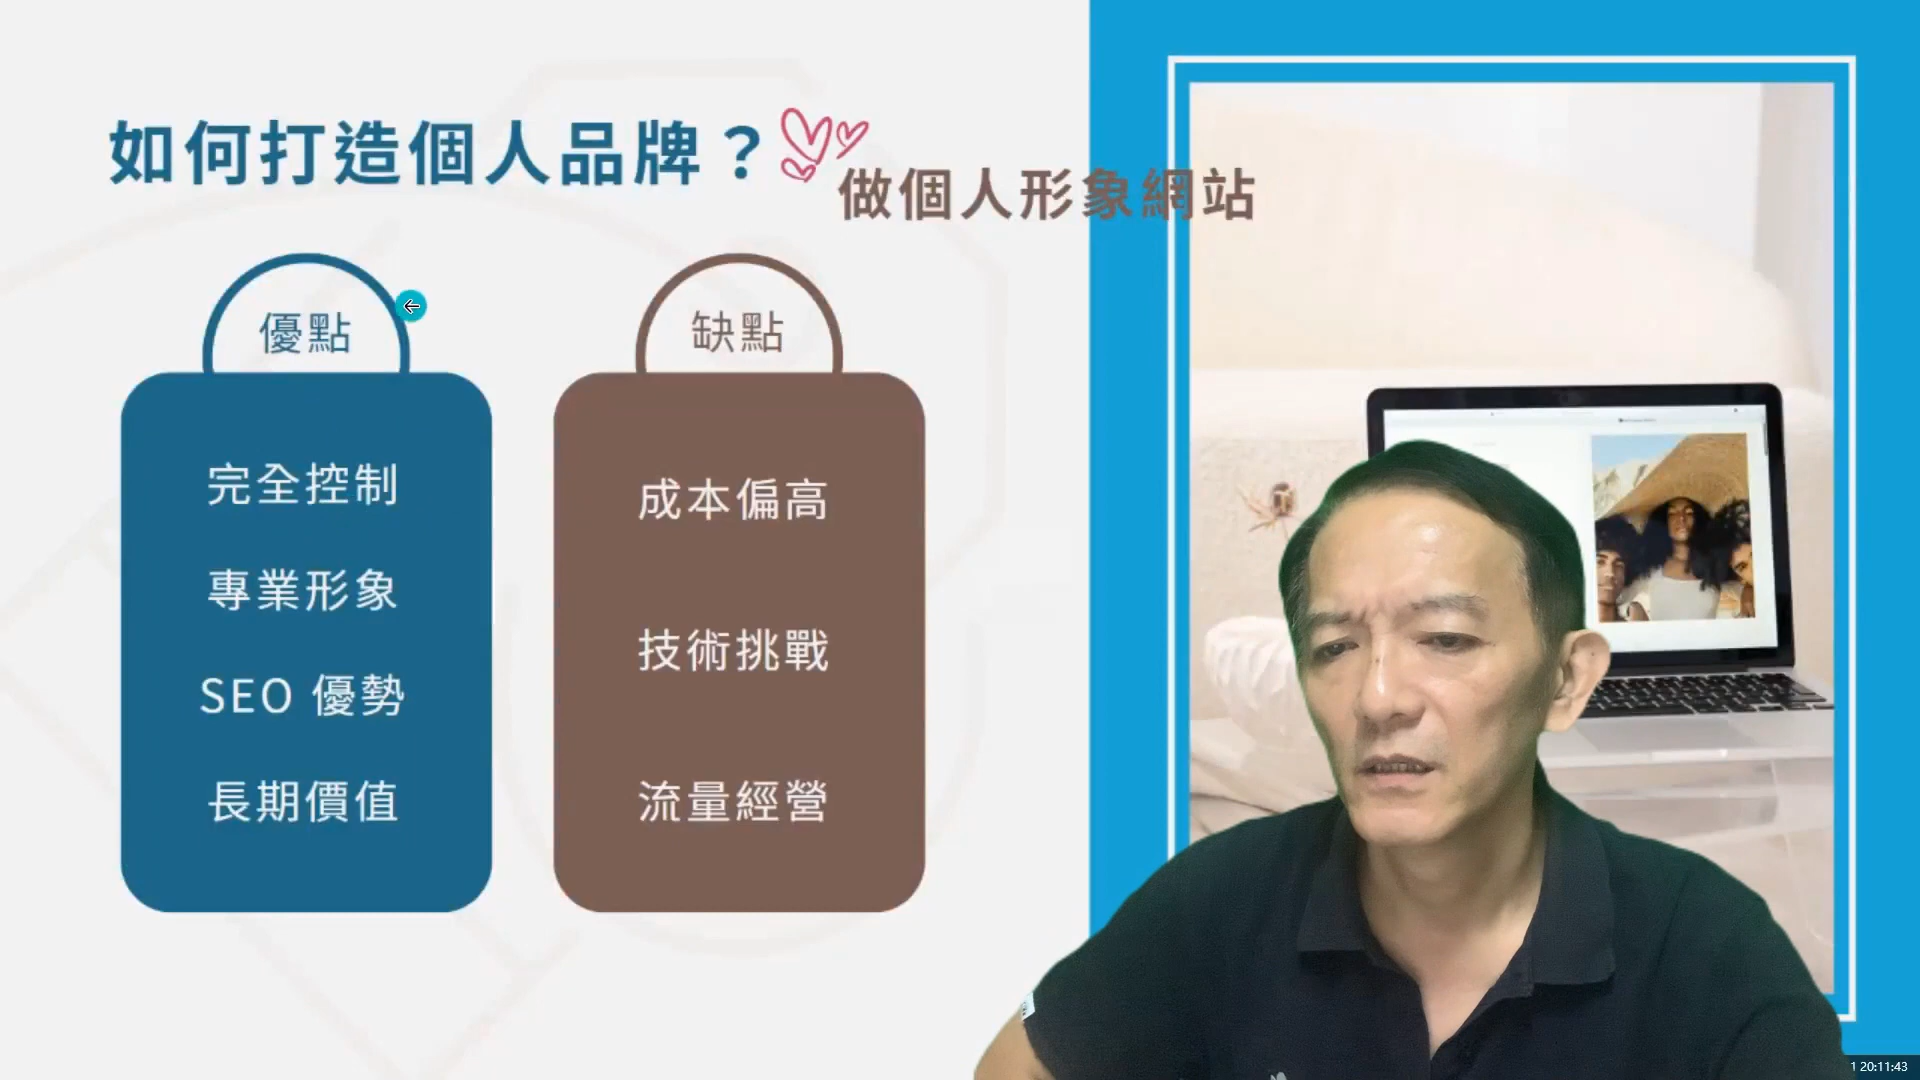 如何打造個人品牌？
做個人形象網站
優點
完全控制
專業形象
SEO 優勢
長期價值
缺點
成本偏高
技術挑戰
流量經營
1 20:11:43